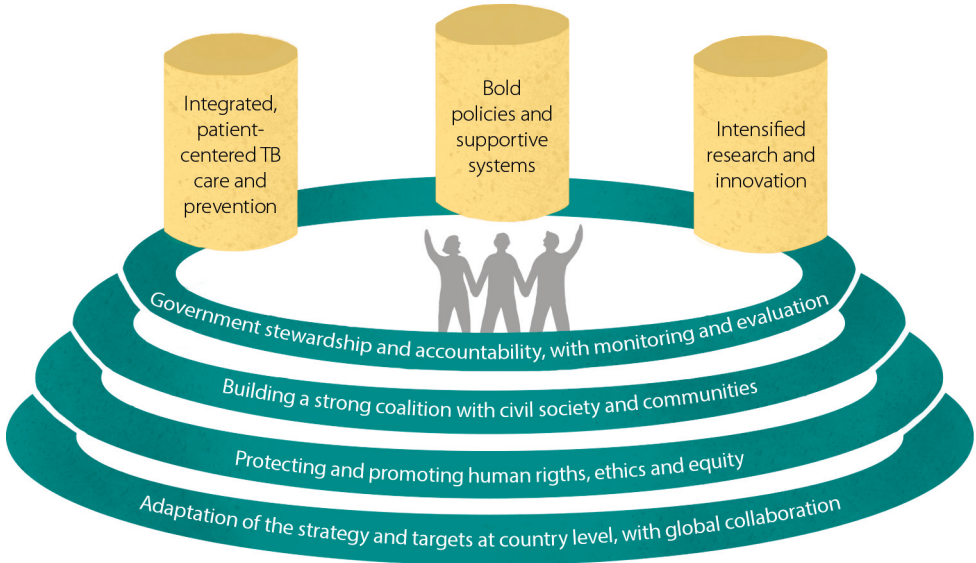 Integrated,
patient-
centered TB
care and
prevention
Bold
policies and
supportive
systems
Intensified
research and
innovation
Government stewardship and accountability, with monitoring and evaluation
Building a strong coalition with civil society and communities
Protecting and promoting human rigths, ethics and equity
Adaptation of the strategy and targets at country level, with global collaboration